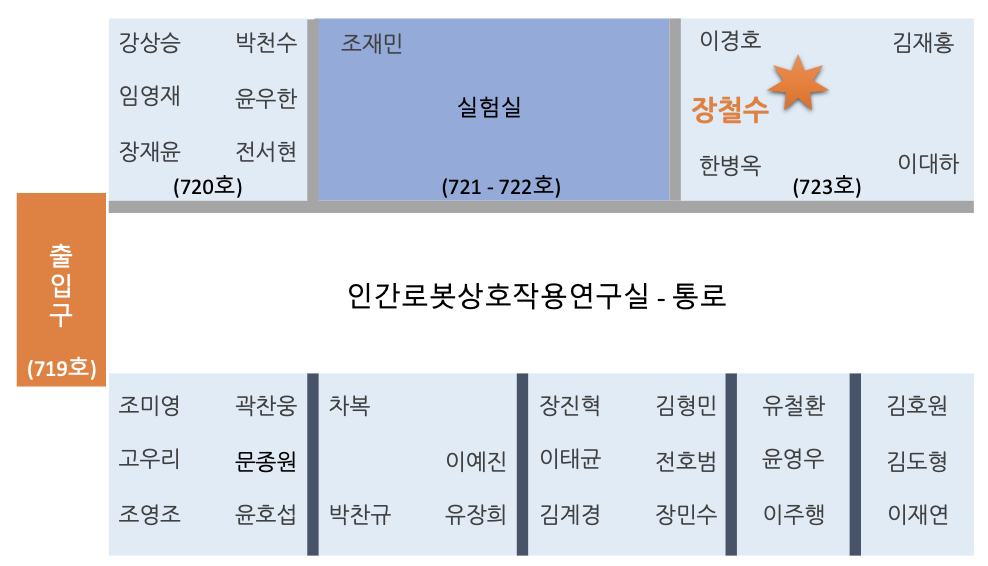 강상승 박천수
임영재 윤우한
장재윤 전서현
(720호)
조재민
실험실
(721 - 722호)
이경호 김재홍
장철수
한병옥 이대하
(723호)
출
입
구
(719호)
인간로봇상호작용연구실 - 통로
조미영 곽찬웅
고우리 문종원
조영조 윤호섭
차복
이예진
박찬규 유장희
장진혁 김형민
이태균 전호범
김계경 장민수
유철환
윤영우
이주행
김호원
김도형
이재연